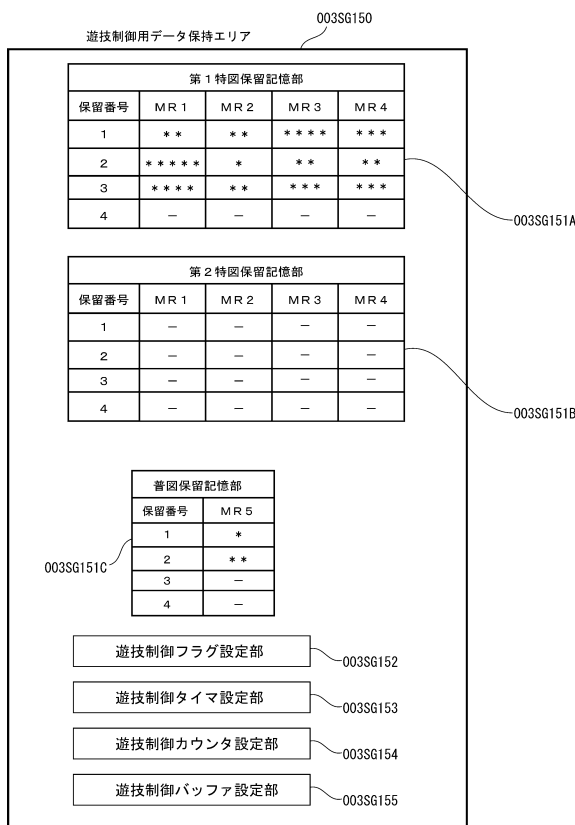 003SG150
遊技制御用データ保持エリア
第１特図保留記憶部
保留番号 ＭＲ１ ＭＲ２ ＭＲ３ ＭＲ４
１ ＊＊ ＊＊ ＊＊＊＊ ＊＊＊
２ ＊＊＊＊＊ ＊ ＊＊ ＊＊
３ ＊＊＊＊ ＊＊ ＊＊＊ ＊＊＊
４ － － － －
003SG151A
第２特図保留記憶部
保留番号 ＭＲ１ ＭＲ２ ＭＲ３ ＭＲ４
１ － － － －
２ － － － －
３ － － － －
４ － － － －
003SG151B
普図保留記憶部
保留番号 ＭＲ５
１ ＊
２ ＊＊
３ －
４ －
003SG151C
遊技制御フラグ設定部
003SG152
遊技制御タイマ設定部
003SG153
遊技制御カウンタ設定部
003SG154
遊技制御バッファ設定部
003SG155